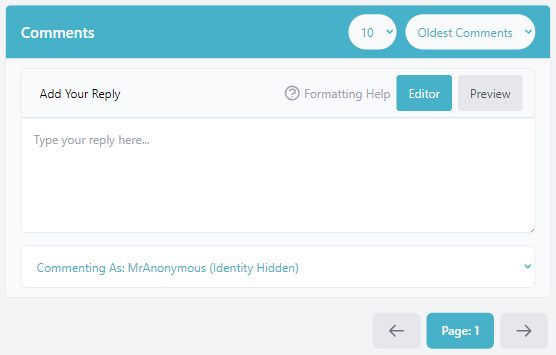 Comments 10 Oldest Comments
Add Your Reply Formatting Help Editor Preview
Type your reply here...
Commenting As: MrAnonymous (Identity Hidden)
Page: 1